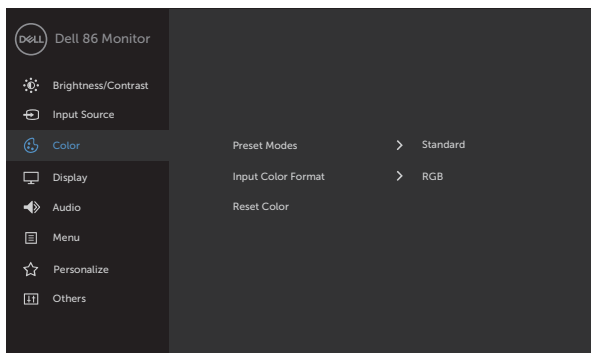 DELL Dell 86 Monitor
Brightness/Contrast
Input Source
Color
Preset Modes > Standard
Display
Input Color Format > RGB
Audio
Reset Color
Menu
Personalize
Others